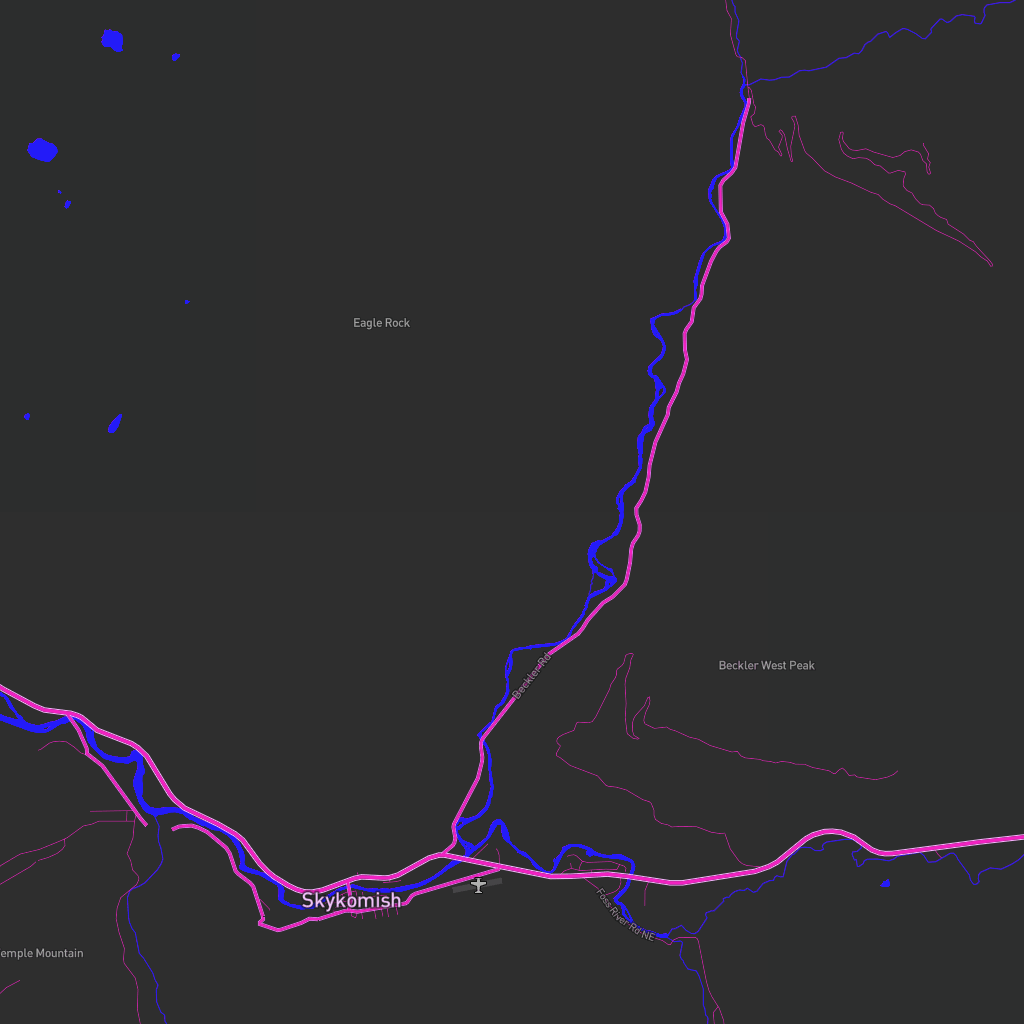 Eagle Rock
Beckler Rd
Beckler West Peak
Skykomish
Foss River Rd NE
emple Mountain